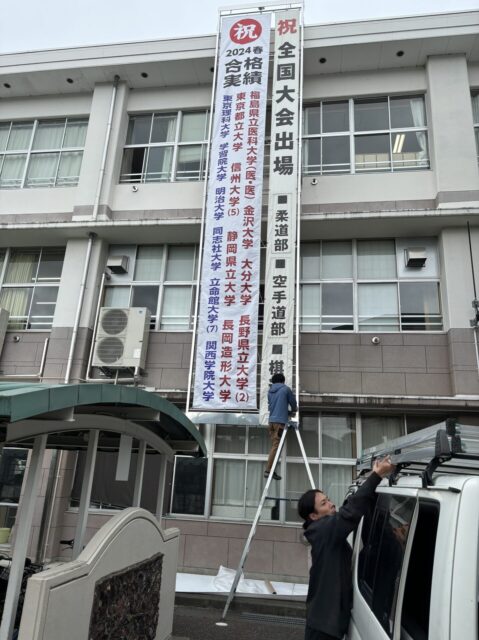 祝
全国大会出場
■ 柔道部 ■ 空手道部 ■ 棋
祝
2024春
合格
実績
福島県立医科大学(医・医) 金沢大学 大分大学 長野県立大学(2)
東京都立大学 信州大学(5) 静岡県立大学 長岡造形大学
東京理科大学 学習院大学 明治大学 同志社大学 立命館大学(7) 関西学院大学